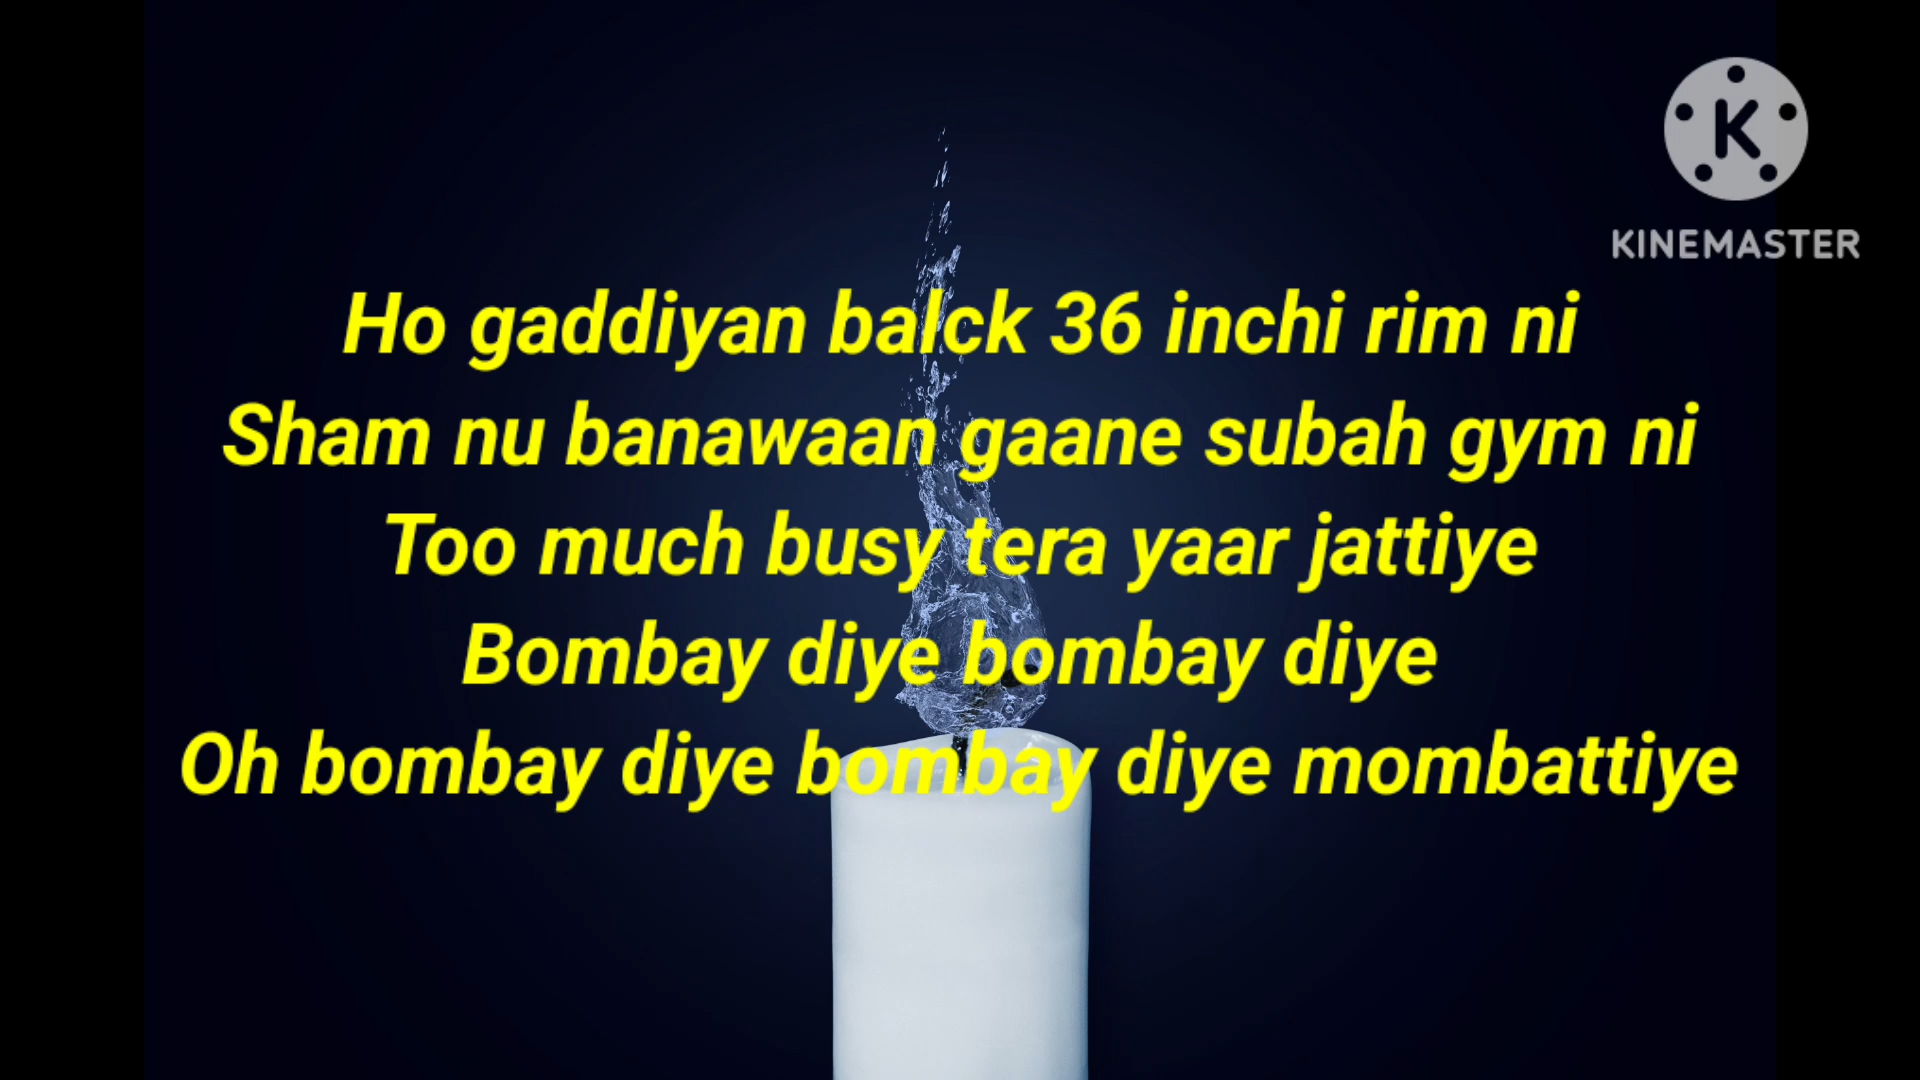 KINEMASTER
Ho gaddiyan balck 36 inchi rim ni
Sham nu banawaan gaane subah gym ni
Too much busy tera yaar jattiye
Bombay diye bombay diye
Oh bombay diye bombay diye mombattiye